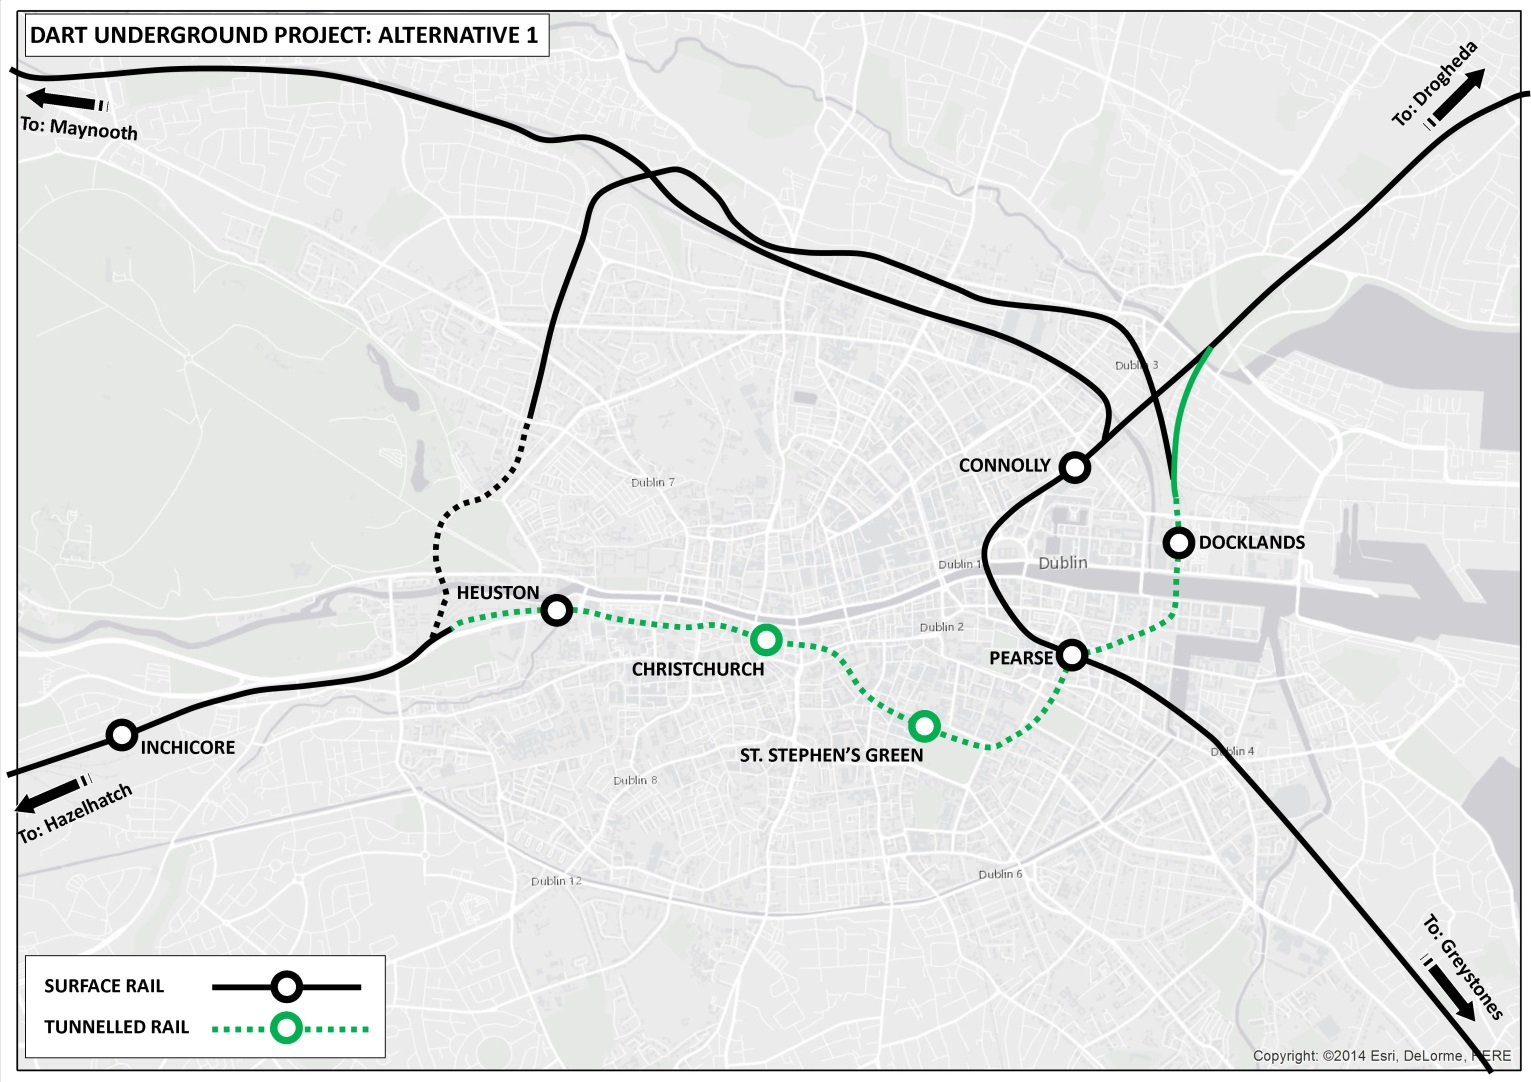 DART UNDERGROUND PROJECT: ALTERNATIVE 1
To: Drogheda
To: Maynooth
Dublin 3
CONNOLLY
Dublin 7
DOCKLANDS
Dublin 1
Dublin
HEUSTON
Dublin 2
CHRISTCHURCH
PEARSE
INCHICORE
ST. STEPHEN'S GREEN
Dublin 4
Dublin 8
To: Hazelhatch
Dublin 12
Dublin 6
To: Greystones
SURFACE RAIL
TUNNELLED RAIL
Copyright: ©2014 Esri, DeLorme, HERE